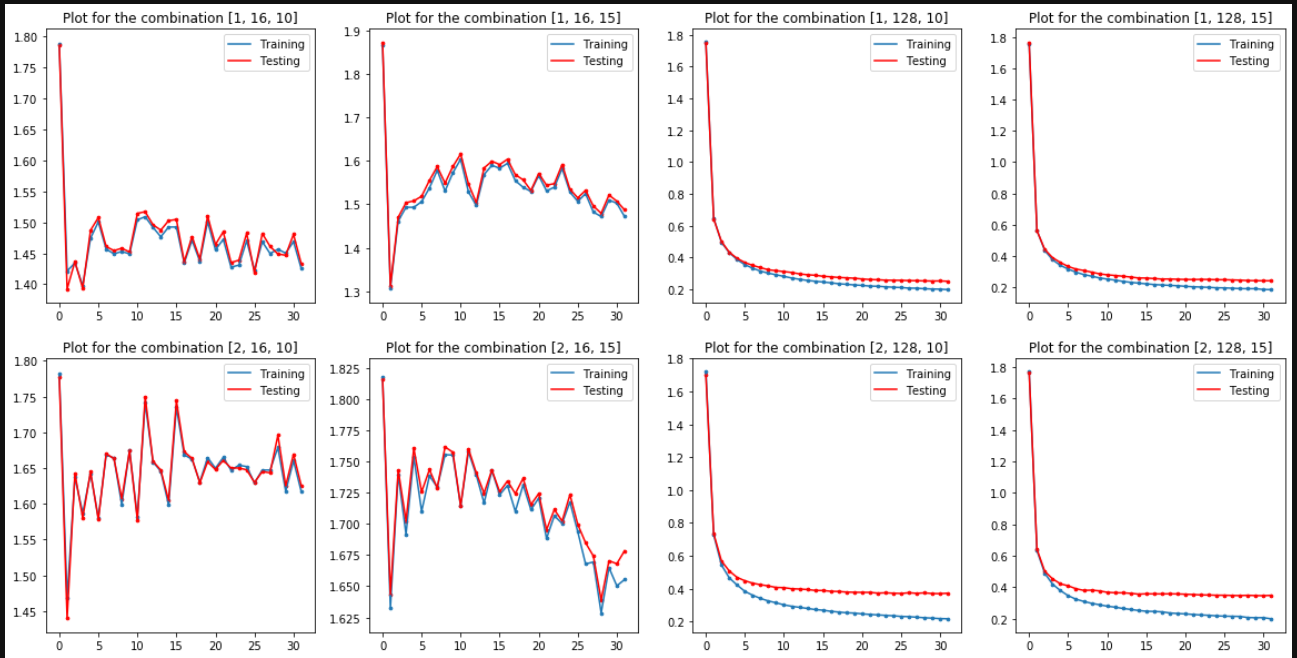 Plot for the combination [1, 16, 10]
1.80
1.75
1.70
1.65
1.60
1.55
1.50
1.45
1.40
0 5 10 15 20 25 30
Training
Testing
Plot for the combination [1, 16, 15]
1.9
1.8
1.7
1.6
1.5
1.4
1.3
0 5 10 15 20 25 30
Training
Testing
Plot for the combination [1, 128, 10]
1.8
1.6
1.4
1.2
1.0
0.8
0.6
0.4
0.2
0 5 10 15 20 25 30
Training
Testing
Plot for the combination [1, 128, 15]
1.8
1.6
1.4
1.2
1.0
0.8
0.6
0.4
0.2
0 5 10 15 20 25 30
Training
Testing
Plot for the combination [2, 16, 10]
1.80
1.75
1.70
1.65
1.60
1.55
1.50
1.45
0 5 10 15 20 25 30
Training
Testing
Plot for the combination [2, 16, 15]
1.825
1.800
1.775
1.750
1.725
1.700
1.675
1.650
1.625
0 5 10 15 20 25 30
Training
Testing
Plot for the combination [2, 128, 10]
1.8
1.6
1.4
1.2
1.0
0.8
0.6
0.4
0.2
0 5 10 15 20 25 30
Training
Testing
Plot for the combination [2, 128, 15]
1.8
1.6
1.4
1.2
1.0
0.8
0.6
0.4
0.2
0 5 10 15 20 25 30
Training
Testing